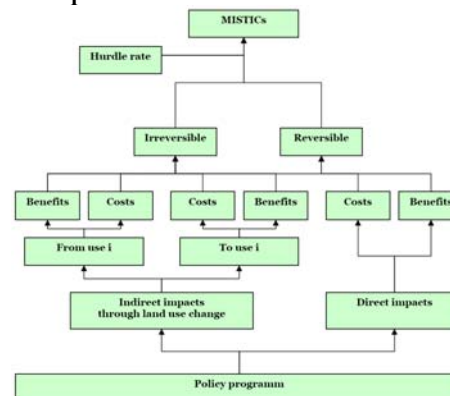 MISTICs
Hurdle rate
Irreversible
Reversible
Benefits
Costs
Costs
Benefits
Costs
Benefits
From use i
To use i
Indirect impacts
through land use change
Direct impacts
Policy programm